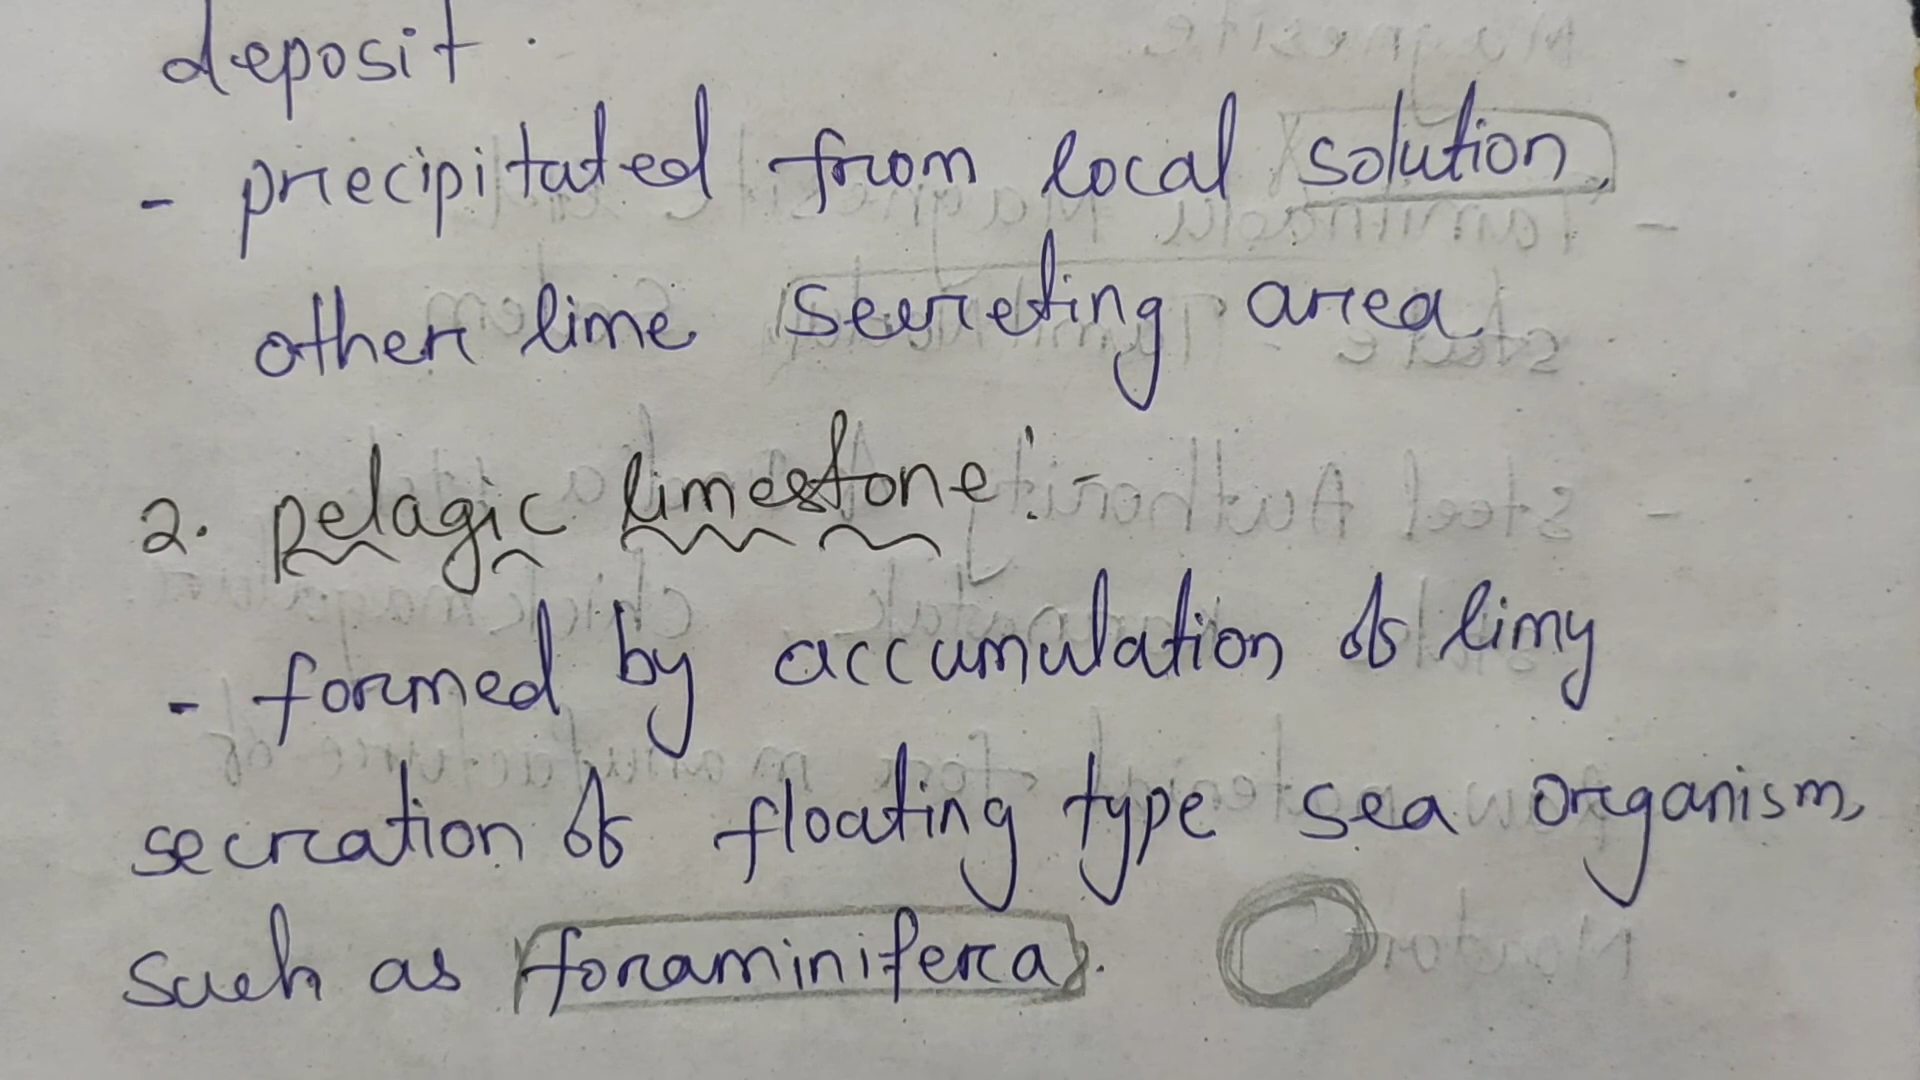 deposit.
- precipitated from local solution,
other lime secreting area
2. pelagic limestone:-
- formed by accumulation of limy
secration of floating type sea organism,
such as foraminifera.